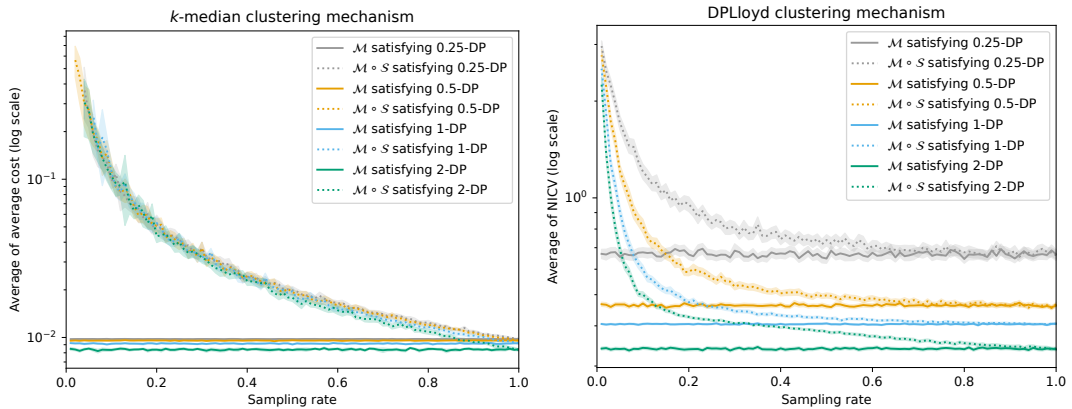 k-median clustering mechanism
Average of average cost (log scale)
10⁻¹
10⁻²
0.0 0.2 0.4 0.6 0.8 1.0
Sampling rate
ℳ satisfying 0.25-DP
ℳ ∘ 𝒮 satisfying 0.25-DP
ℳ satisfying 0.5-DP
ℳ ∘ 𝒮 satisfying 0.5-DP
ℳ satisfying 1-DP
ℳ ∘ 𝒮 satisfying 1-DP
ℳ satisfying 2-DP
ℳ ∘ 𝒮 satisfying 2-DP
DPLloyd clustering mechanism
Average of NICV (log scale)
10⁰
0.0 0.2 0.4 0.6 0.8 1.0
Sampling rate
ℳ satisfying 0.25-DP
ℳ ∘ 𝒮 satisfying 0.25-DP
ℳ satisfying 0.5-DP
ℳ ∘ 𝒮 satisfying 0.5-DP
ℳ satisfying 1-DP
ℳ ∘ 𝒮 satisfying 1-DP
ℳ satisfying 2-DP
ℳ ∘ 𝒮 satisfying 2-DP